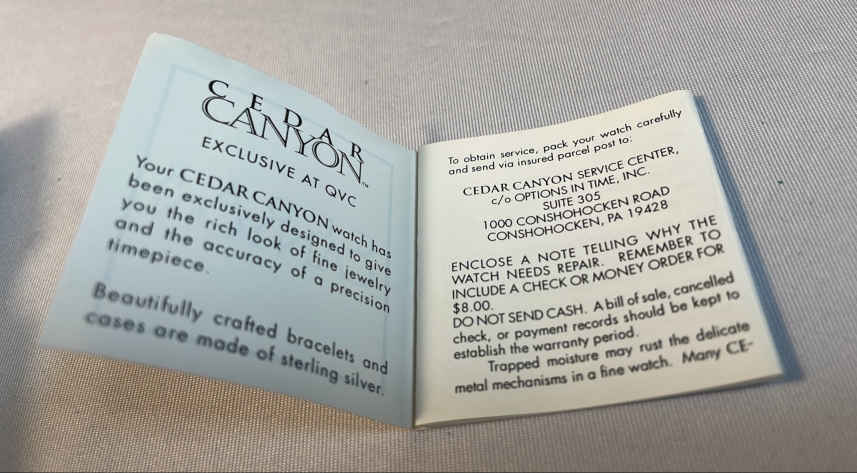 CEDAR
CANYON™
EXCLUSIVE AT QVC
Your CEDAR CANYON watch has
been exclusively designed to give
you the rich look of fine jewelry
and the accuracy of a precision
timepiece.
Beautifully crafted bracelets and
cases are made of sterling silver.
To obtain service, pack your watch carefully
and send via insured parcel post to:
CEDAR CANYON SERVICE CENTER,
c/o OPTIONS IN TIME, INC.
SUITE 305
1000 CONSHOHOCKEN ROAD
CONSHOHOCKEN, PA 19428
ENCLOSE A NOTE TELLING WHY THE
WATCH NEEDS REPAIR. REMEMBER TO
INCLUDE A CHECK OR MONEY ORDER FOR
$8.00.
DO NOT SEND CASH. A bill of sale, cancelled
check, or payment records should be kept to
establish the warranty period.
Trapped moisture may rust the delicate
metal mechanisms in a fine watch. Many CE-